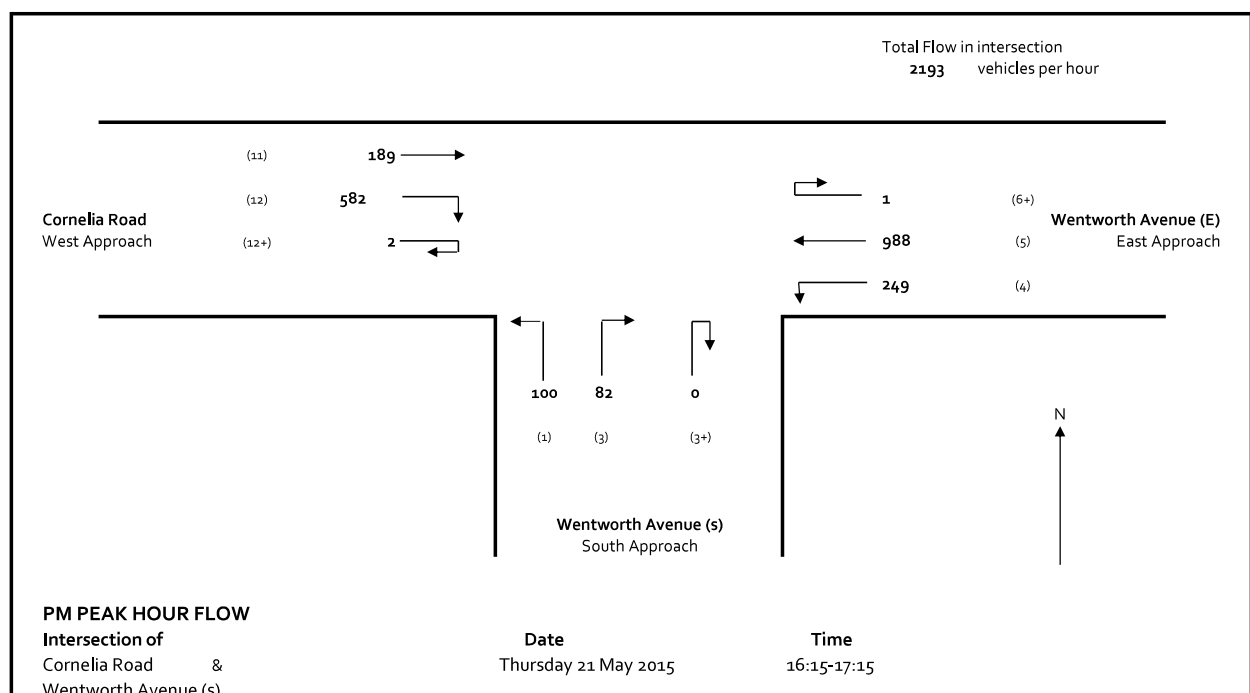 Total Flow in intersection
2193 vehicles per hour
(11) 189
(12) 582
1 (6+)
Cornelia Road
Wentworth Avenue (E)
West Approach
(12+) 2
988 (5)
East Approach
249 (4)
100 82 0
N
(1) (3) (3+)
Wentworth Avenue (s)
South Approach
PM PEAK HOUR FLOW
Intersection of Date Time
Cornelia Road & Thursday 21 May 2015 16:15-17:15
Wentworth Avenue (s)